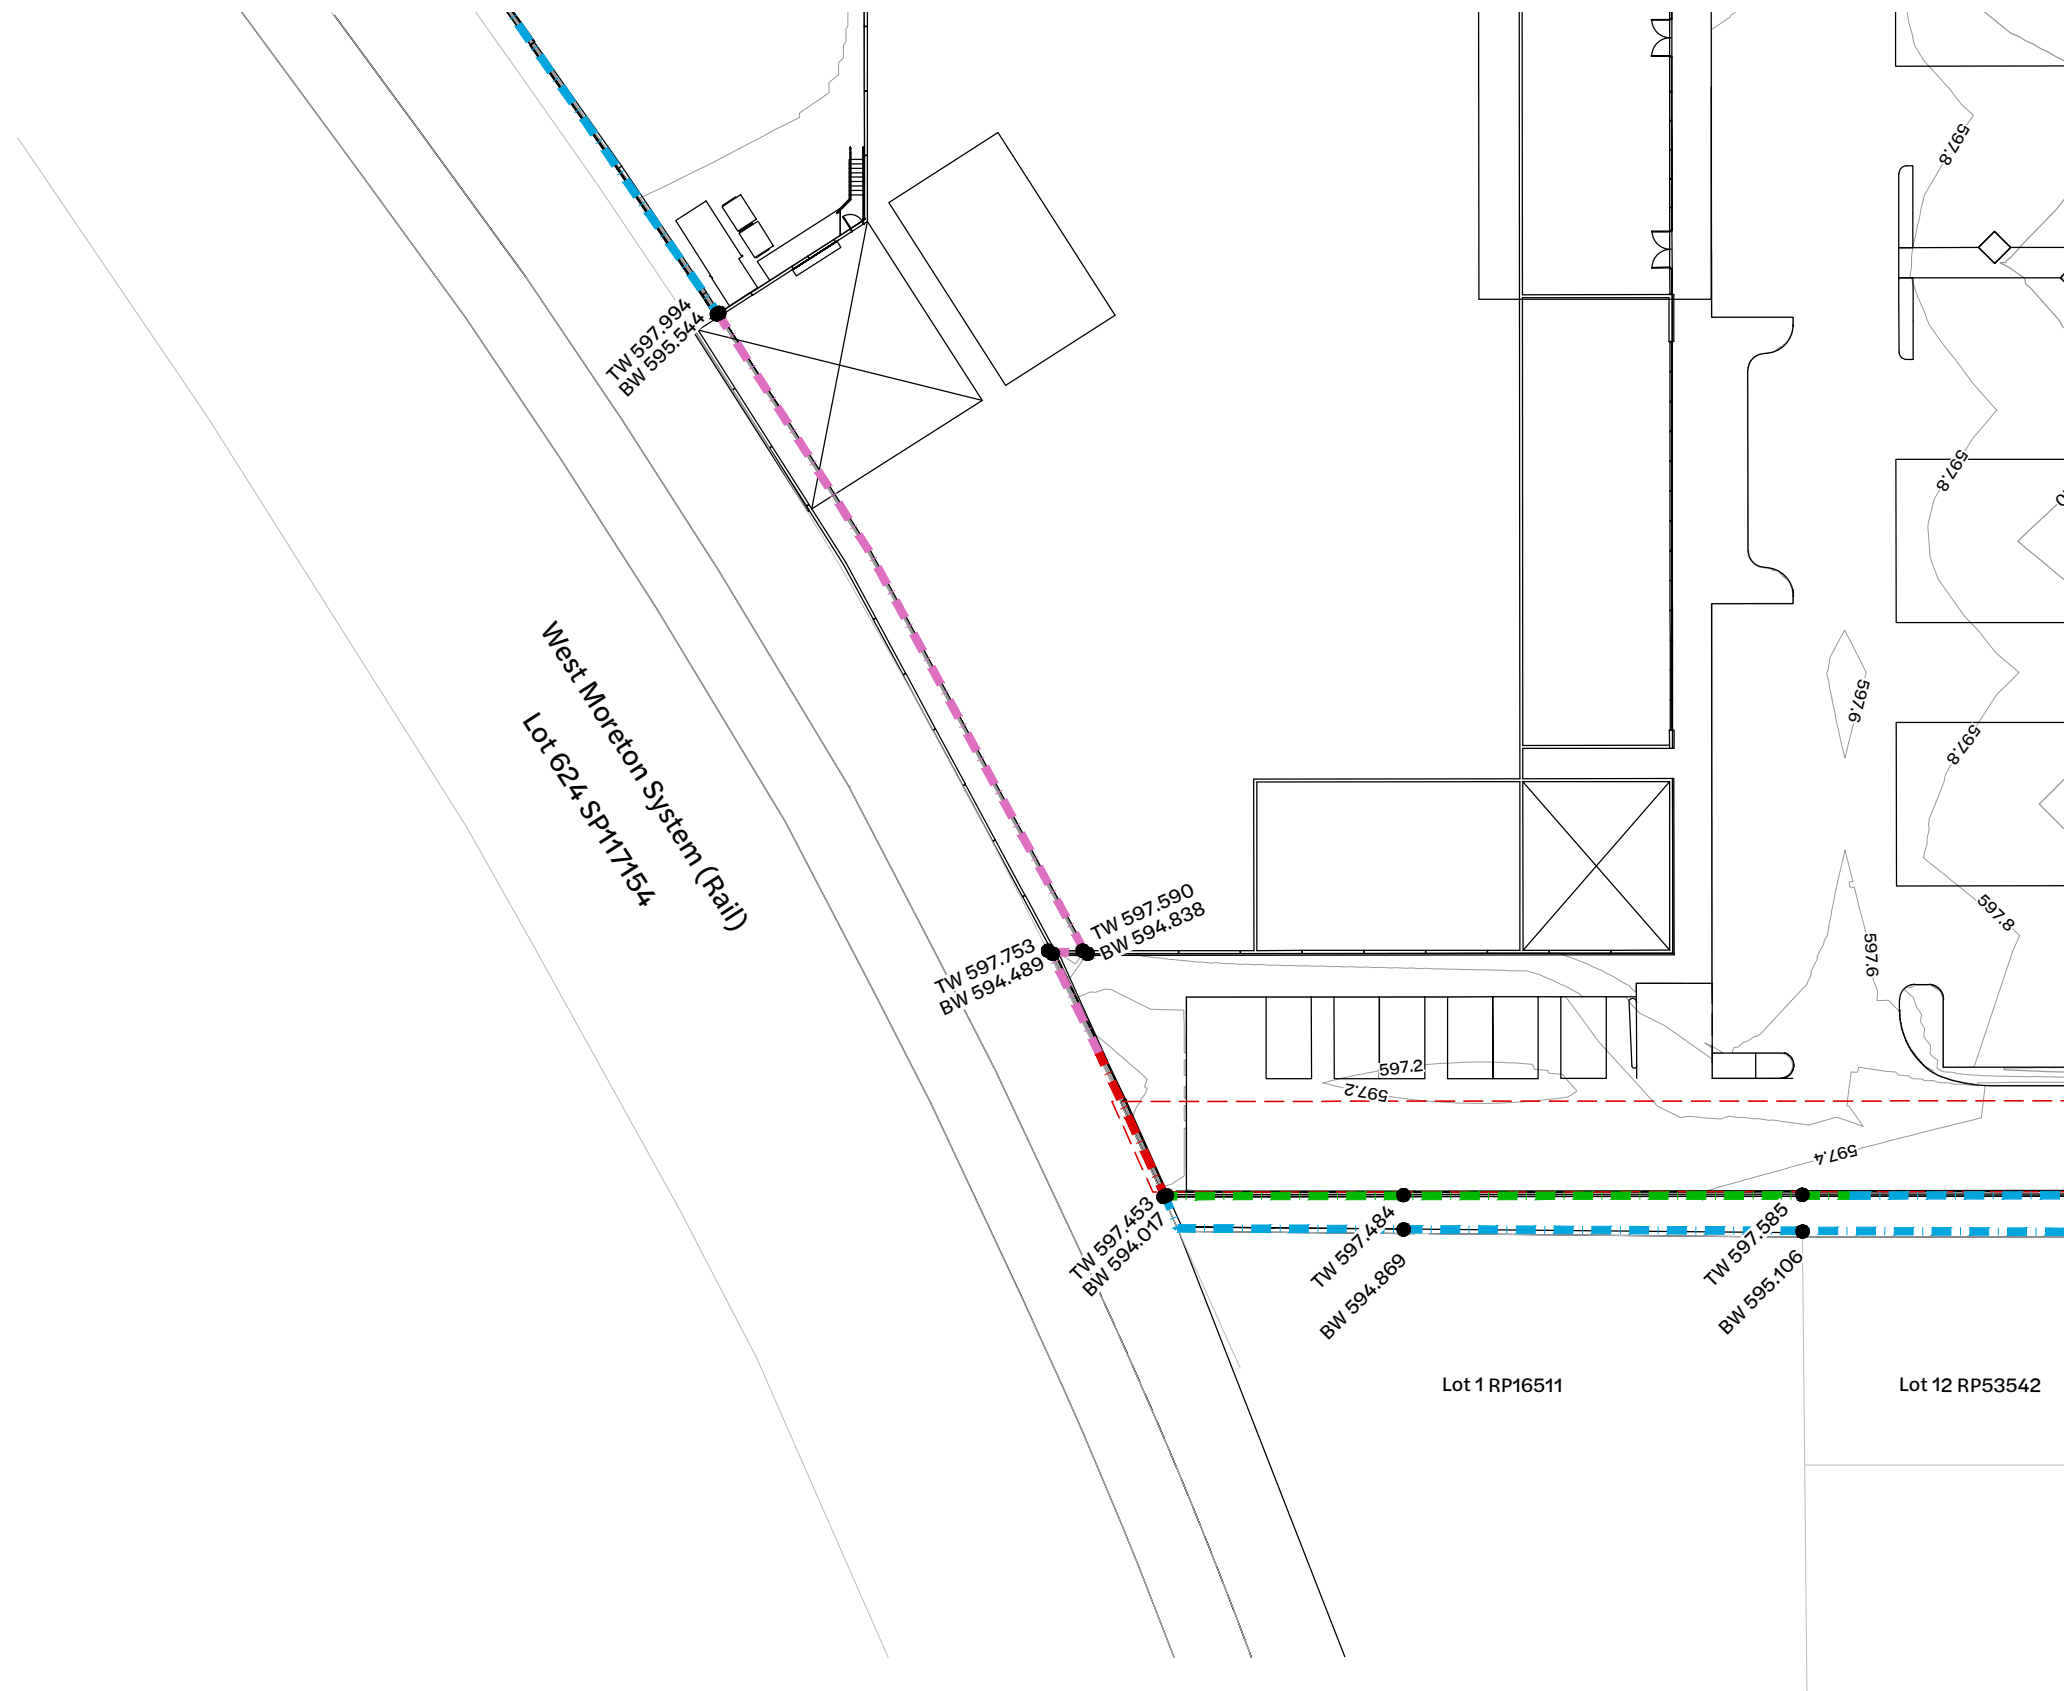 597.8
TW 597.994
BW 595.544
597.8
West Moreton System (Rail)
Lot 624 SP117154
597.6
597.8
TW 597.590
BW 594.838
597.8
TW 597.753
BW 594.489
597.6
597.2
597.2
597.4
TW 597.453
BW 594.017
TW 597.484
BW 594.869
TW 597.585
BW 595.106
Lot 1 RP16511
Lot 12 RP53542